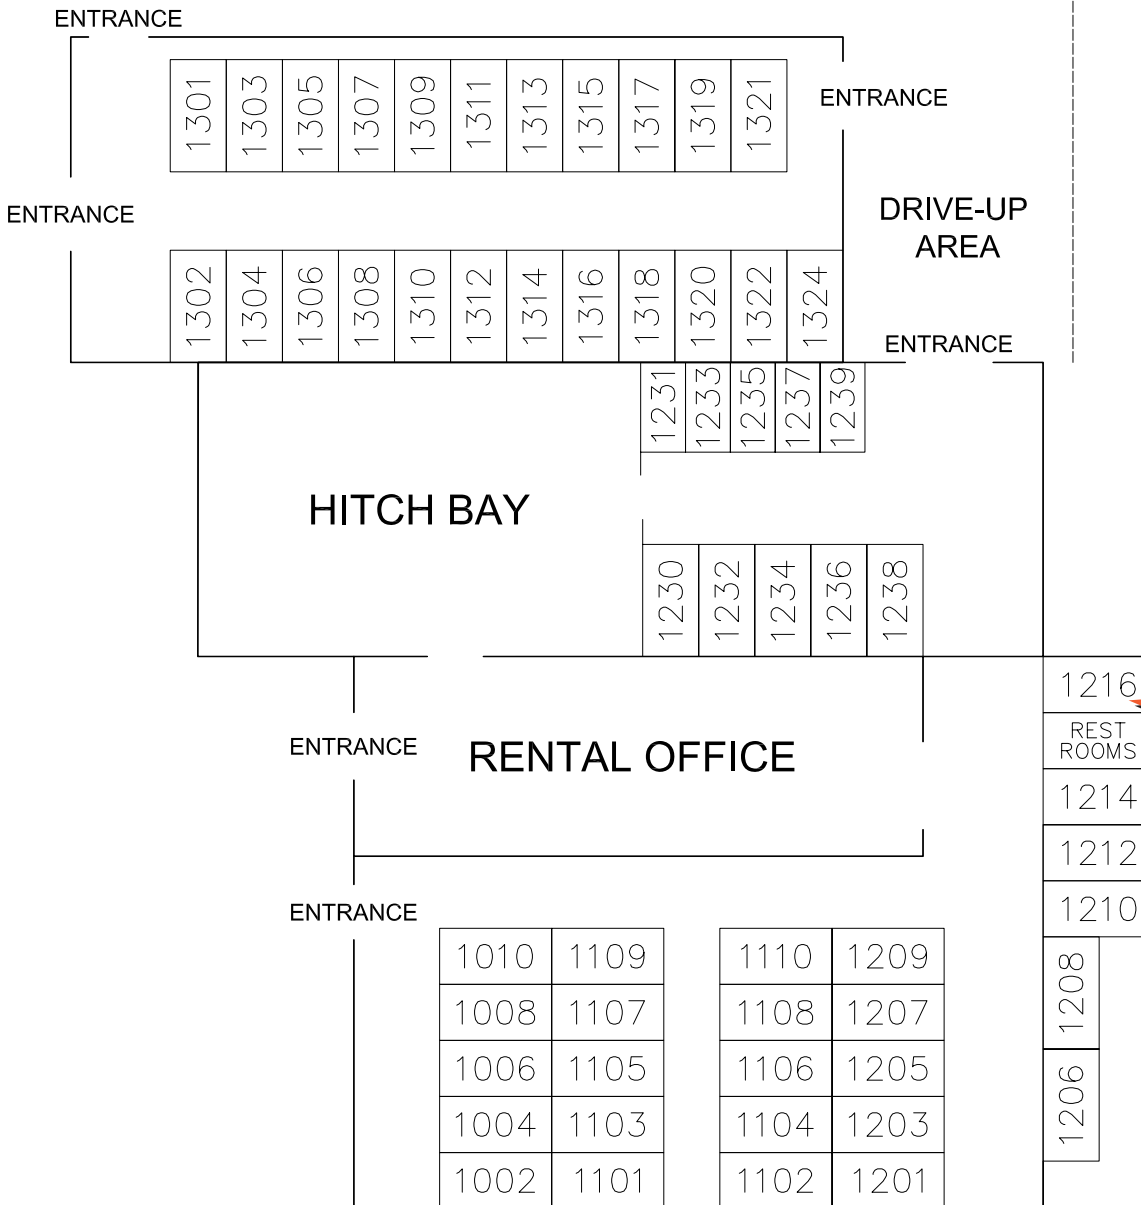 ENTRANCE
1301 1303 1305 1307 1309 1311 1313 1315 1317 1319 1321
ENTRANCE
ENTRANCE
DRIVE-UP
AREA
1302 1304 1306 1308 1310 1312 1314 1316 1318 1320 1322 1324
ENTRANCE
1231 1233 1235 1237 1239
HITCH BAY
1230 1232 1234 1236 1238
1216
REST
ROOMS
ENTRANCE
RENTAL OFFICE
1214
1212
1210
ENTRANCE
1010 1109 1110 1209
1208
1008 1107 1108 1207
1006 1105 1106 1205
1206
1004 1103 1104 1203
1002 1101 1102 1201